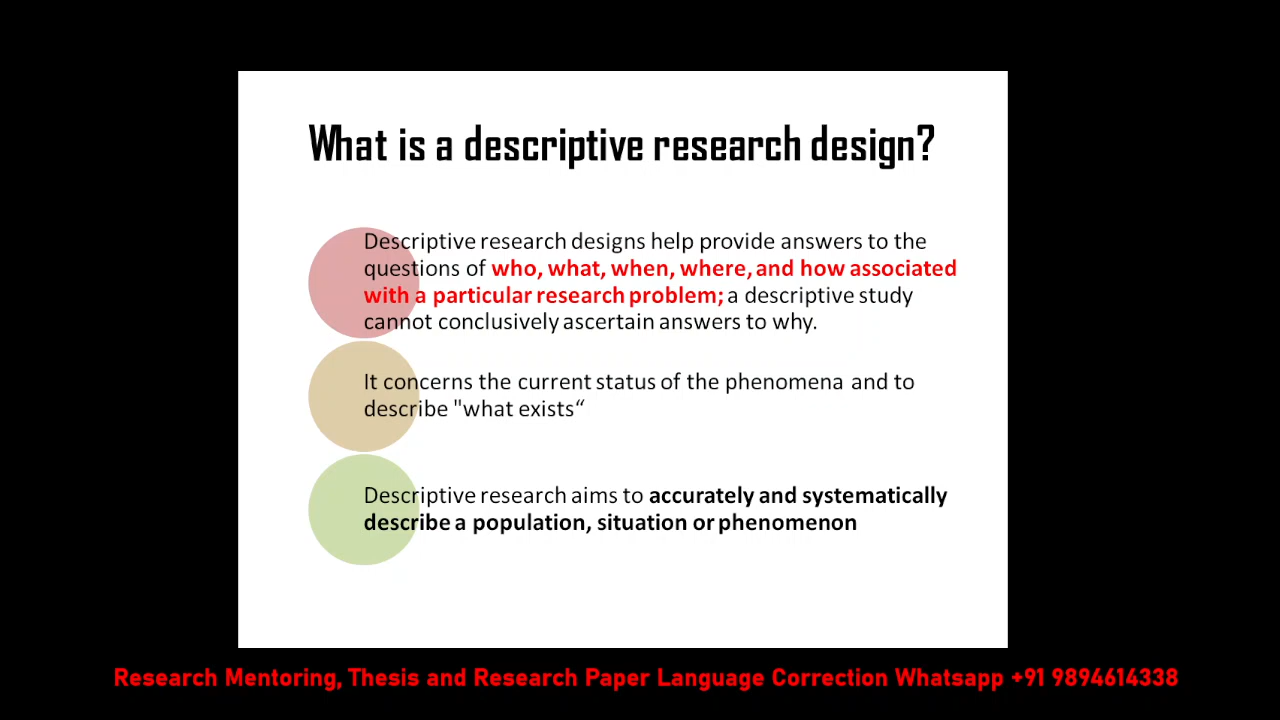 What is a descriptive research design?
Descriptive research designs help provide answers to the
questions of who, what, when, where, and how associated
with a particular research problem; a descriptive study
cannot conclusively ascertain answers to why.
It concerns the current status of the phenomena and to
describe "what exists“
Descriptive research aims to accurately and systematically
describe a population, situation or phenomenon
Research Mentoring, Thesis and Research Paper Language Correction Whatsapp +91 9894614338